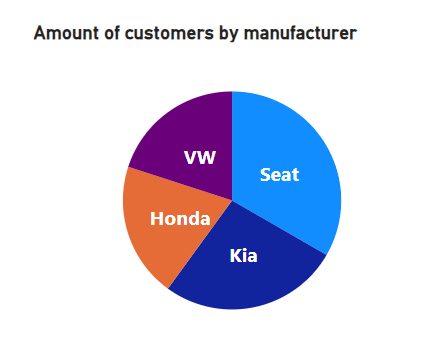 Amount of customers by manufacturer
VW
Seat
Honda
Kia